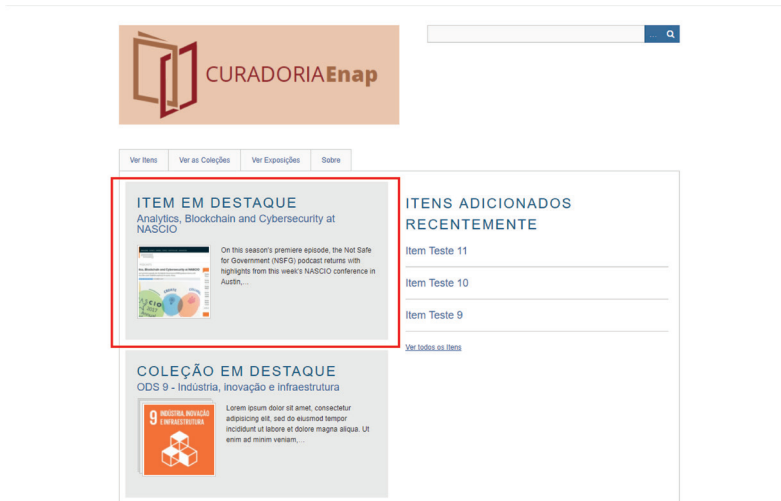 CURADORIAEnap
...
Ver Itens Ver as Coleções Ver Exposições Sobre
ITEM EM DESTAQUE
Analytics, Blockchain and Cybersecurity at
NASCIO
On this season's premiere episode, the Not Safe
for Government (NSFG) podcast returns with
highlights from this week's NASCIO conference in
Austin,...
COLEÇÃO EM DESTAQUE
ODS 9 - Indústria, inovação e infraestrutura
9 INDÚSTRIA, INOVAÇÃO
E INFRAESTRUTURA
Lorem ipsum dolor sit amet, consectetur
adipisicing elit, sed do eiusmod tempor
incididunt ut labore et dolore magna aliqua. Ut
enim ad minim veniam,...
ITENS ADICIONADOS
RECENTEMENTE
Item Teste 11
Item Teste 10
Item Teste 9
Ver todos os Itens